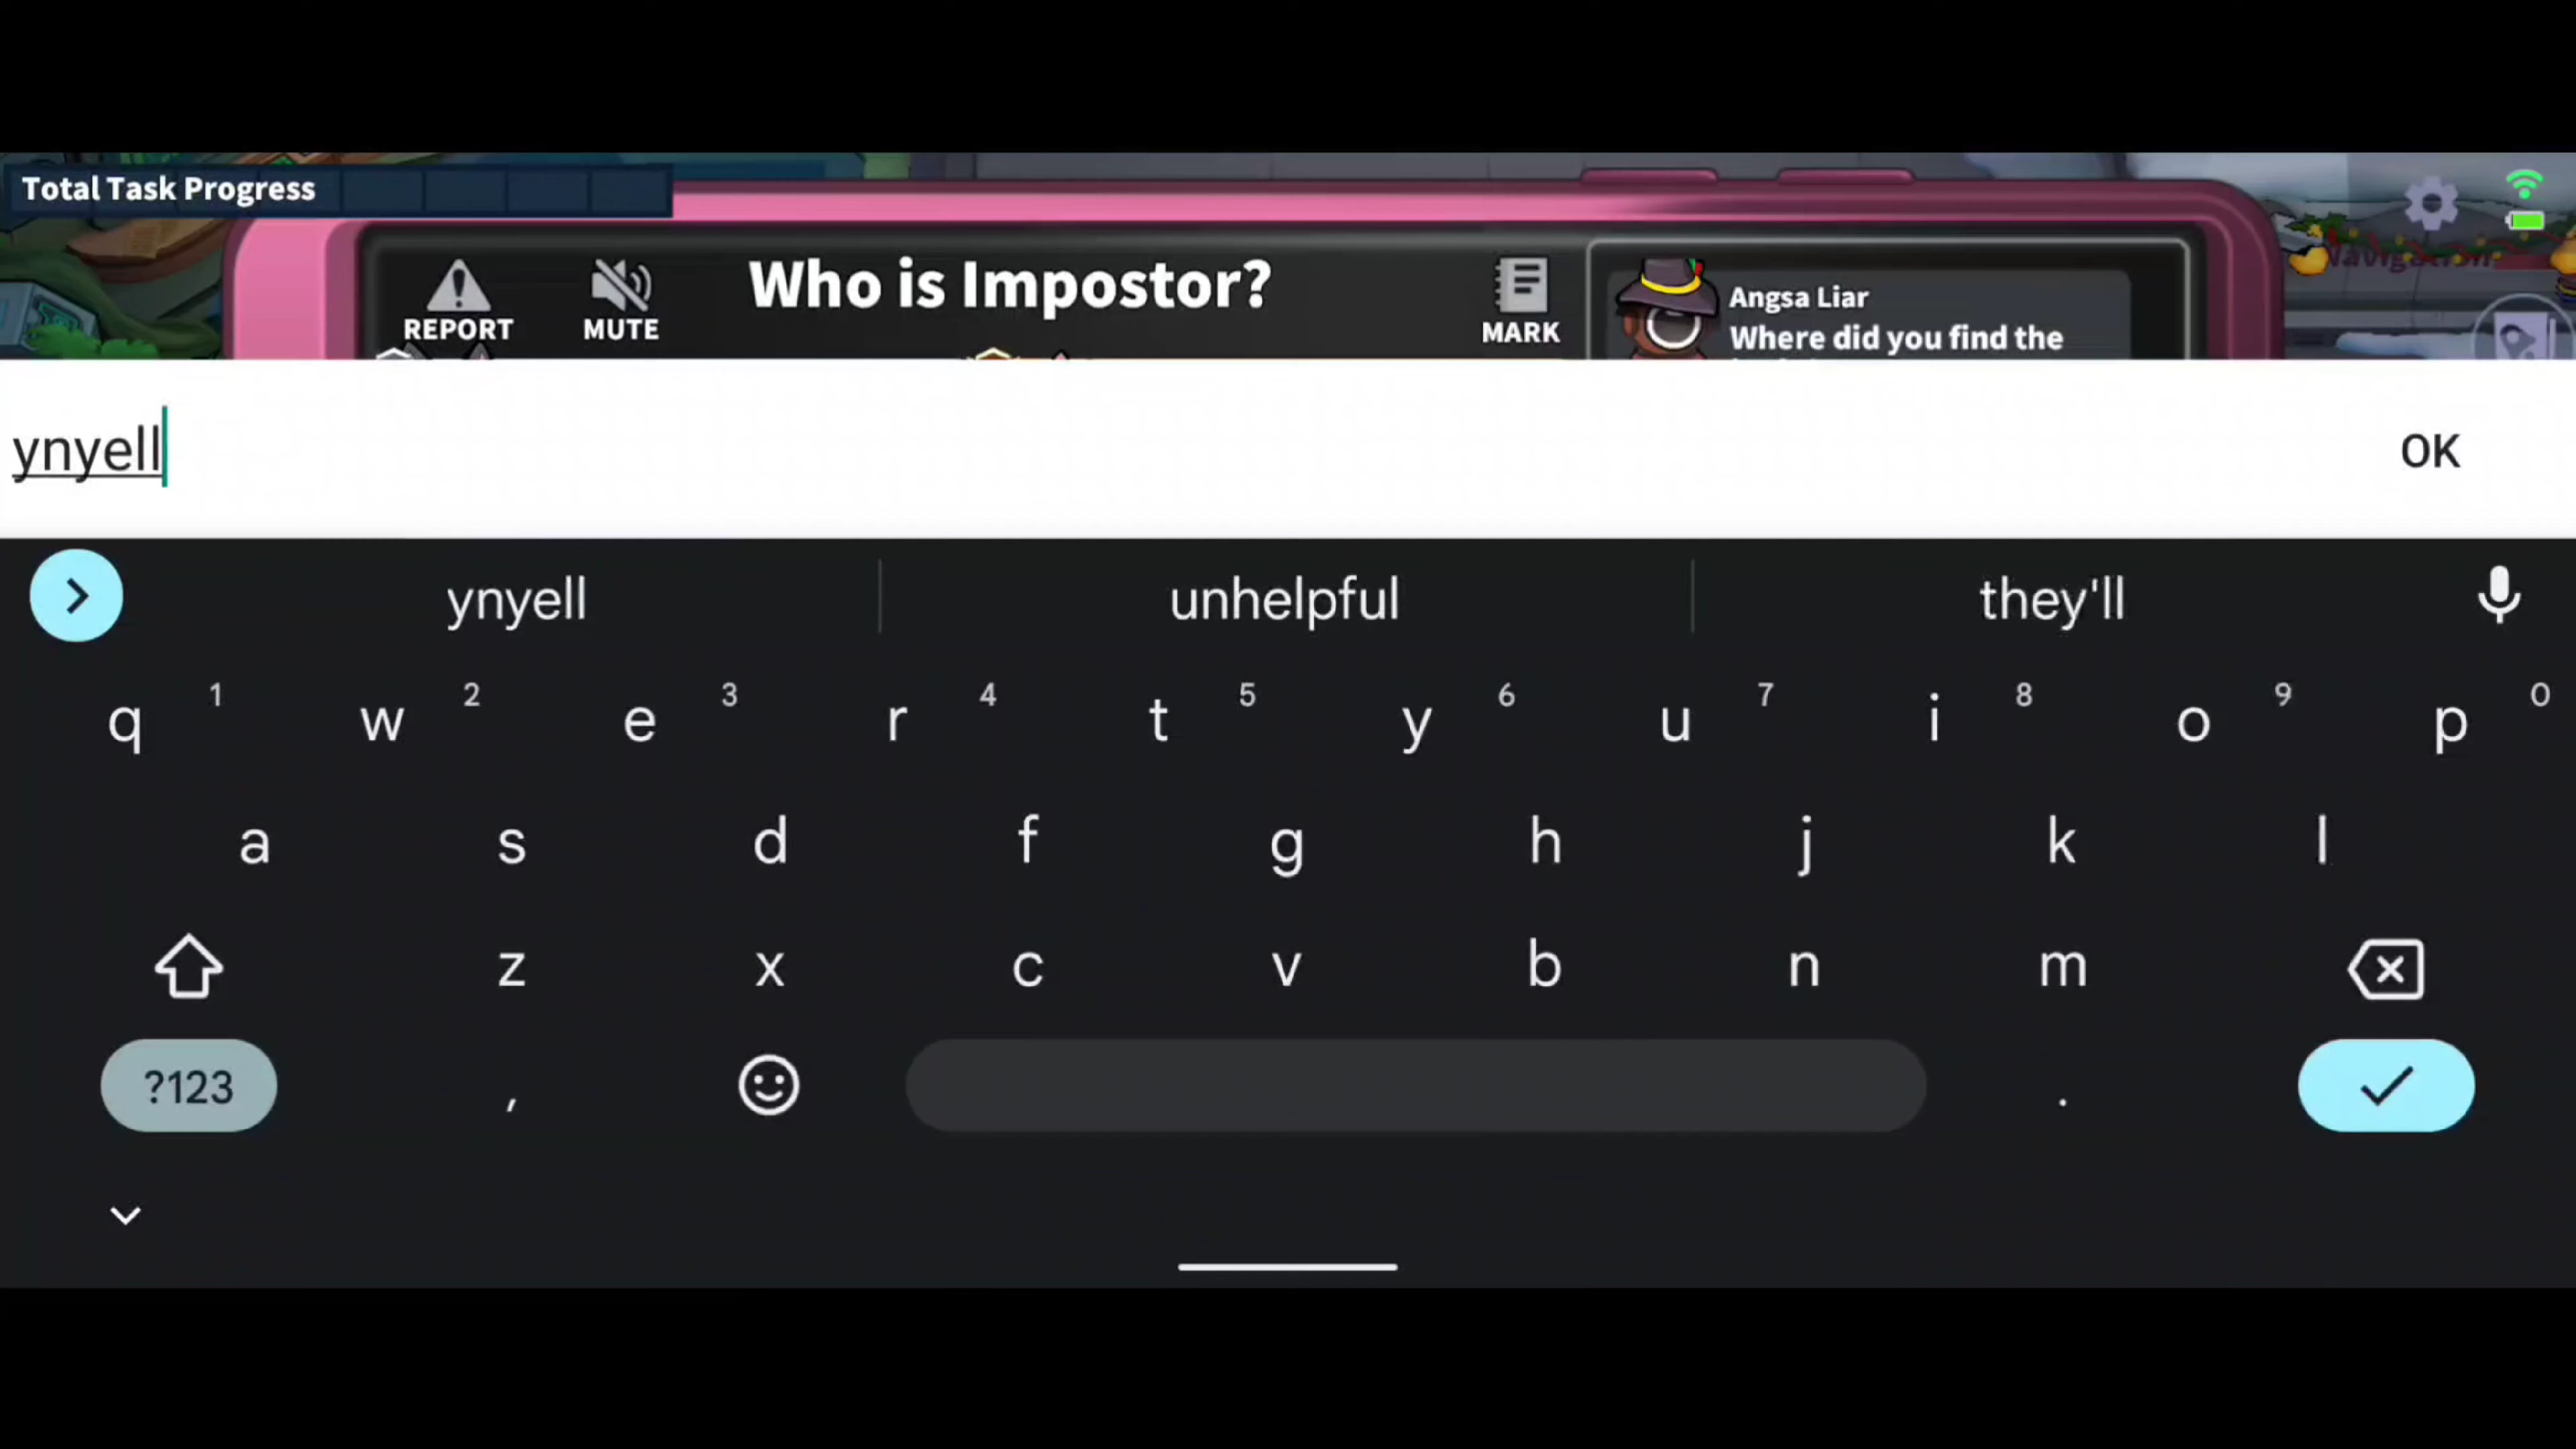 Total Task Progress
REPORT
MUTE
Who is Impostor?
MARK
Angsa Liar
Where did you find the
Navigation
ynyell
OK
ynyell
unhelpful
they'll
q 1 w 2 e 3 r 4 t 5 y 6 u 7 i 8 o 9 p 0
a s d f g h j k l
z x c v b n m
?123 , .